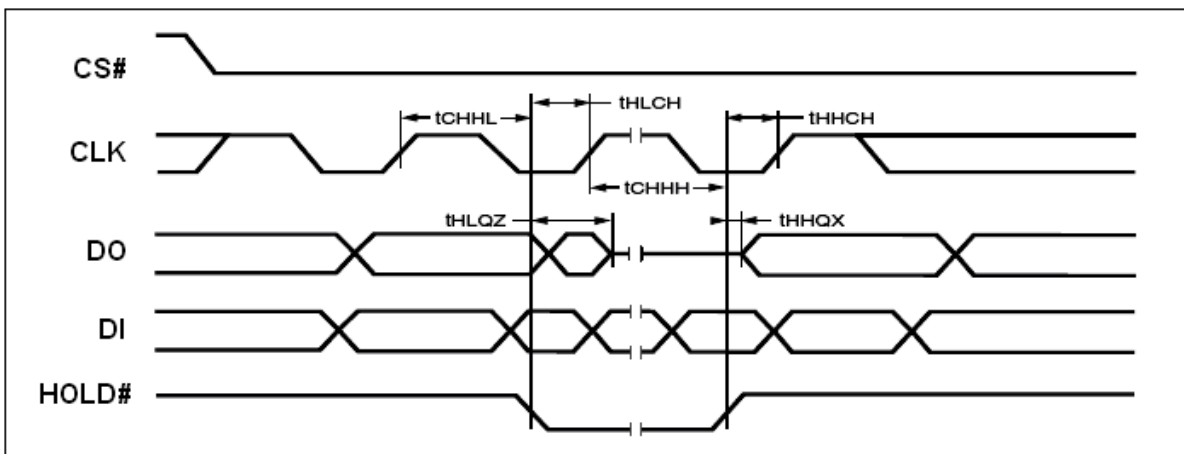 CS#
tCHHL
tHLCH
tHHCH
CLK
tCHHH
tHLQZ
tHHQX
DO
DI
HOLD#